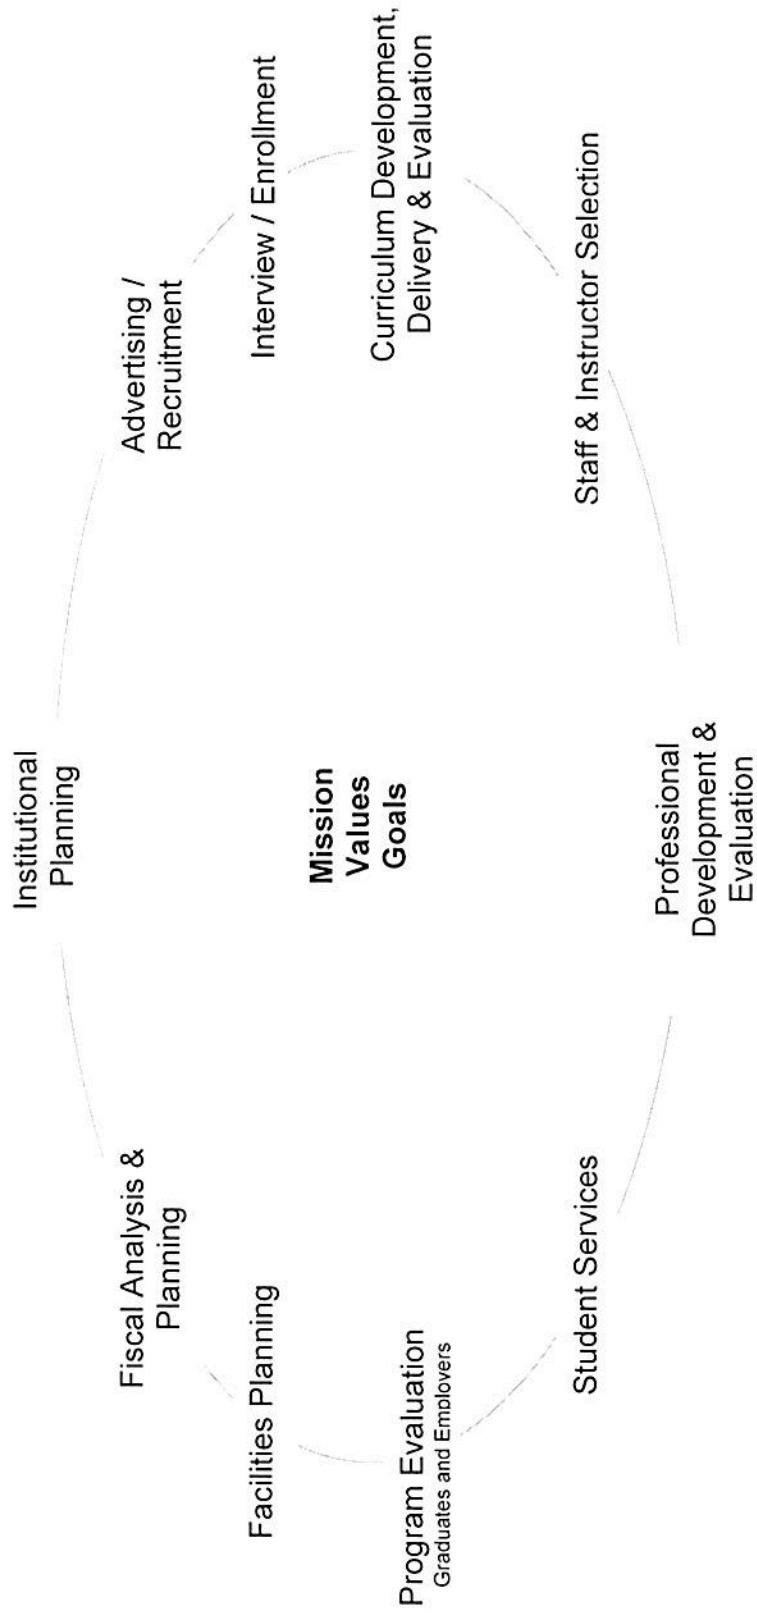 Institutional
Planning
Advertising /
Recruitment
Interview / Enrollment
Curriculum Development,
Delivery & Evaluation
Staff & Instructor Selection
Professional
Development &
Evaluation
Student Services
Program Evaluation
Graduates and Employers
Facilities Planning
Fiscal Analysis &
Planning
Mission
Values
Goals